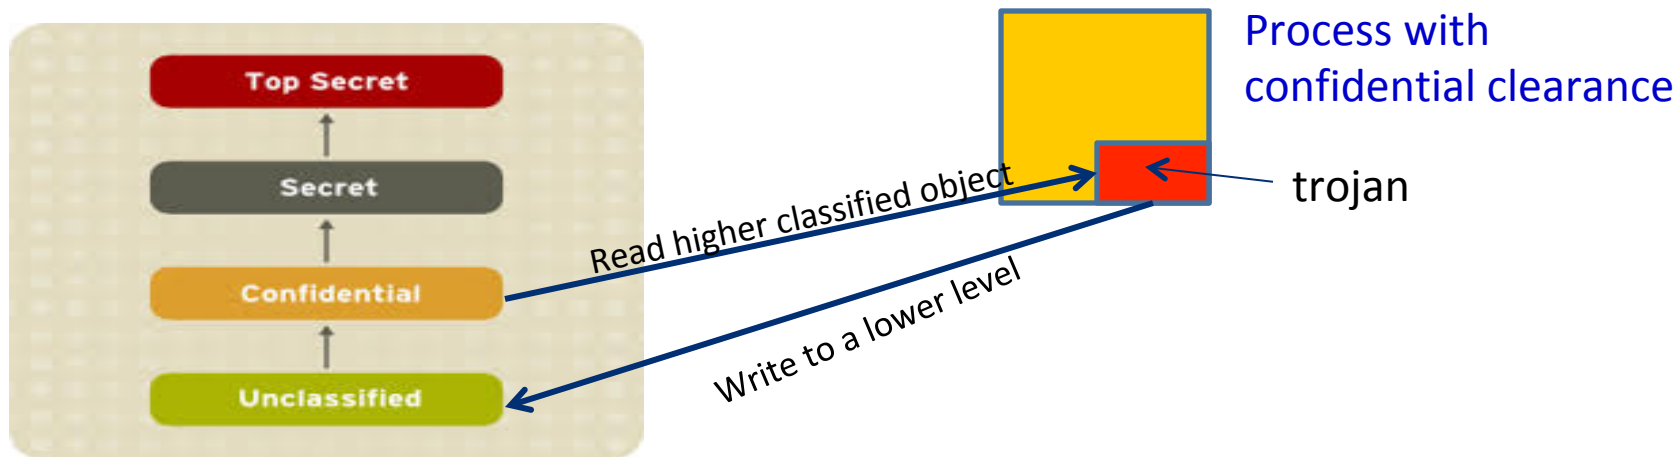 Top Secret
Secret
Confidential
Unclassified
Read higher classified object
Write to a lower level
Process with
confidential clearance
trojan